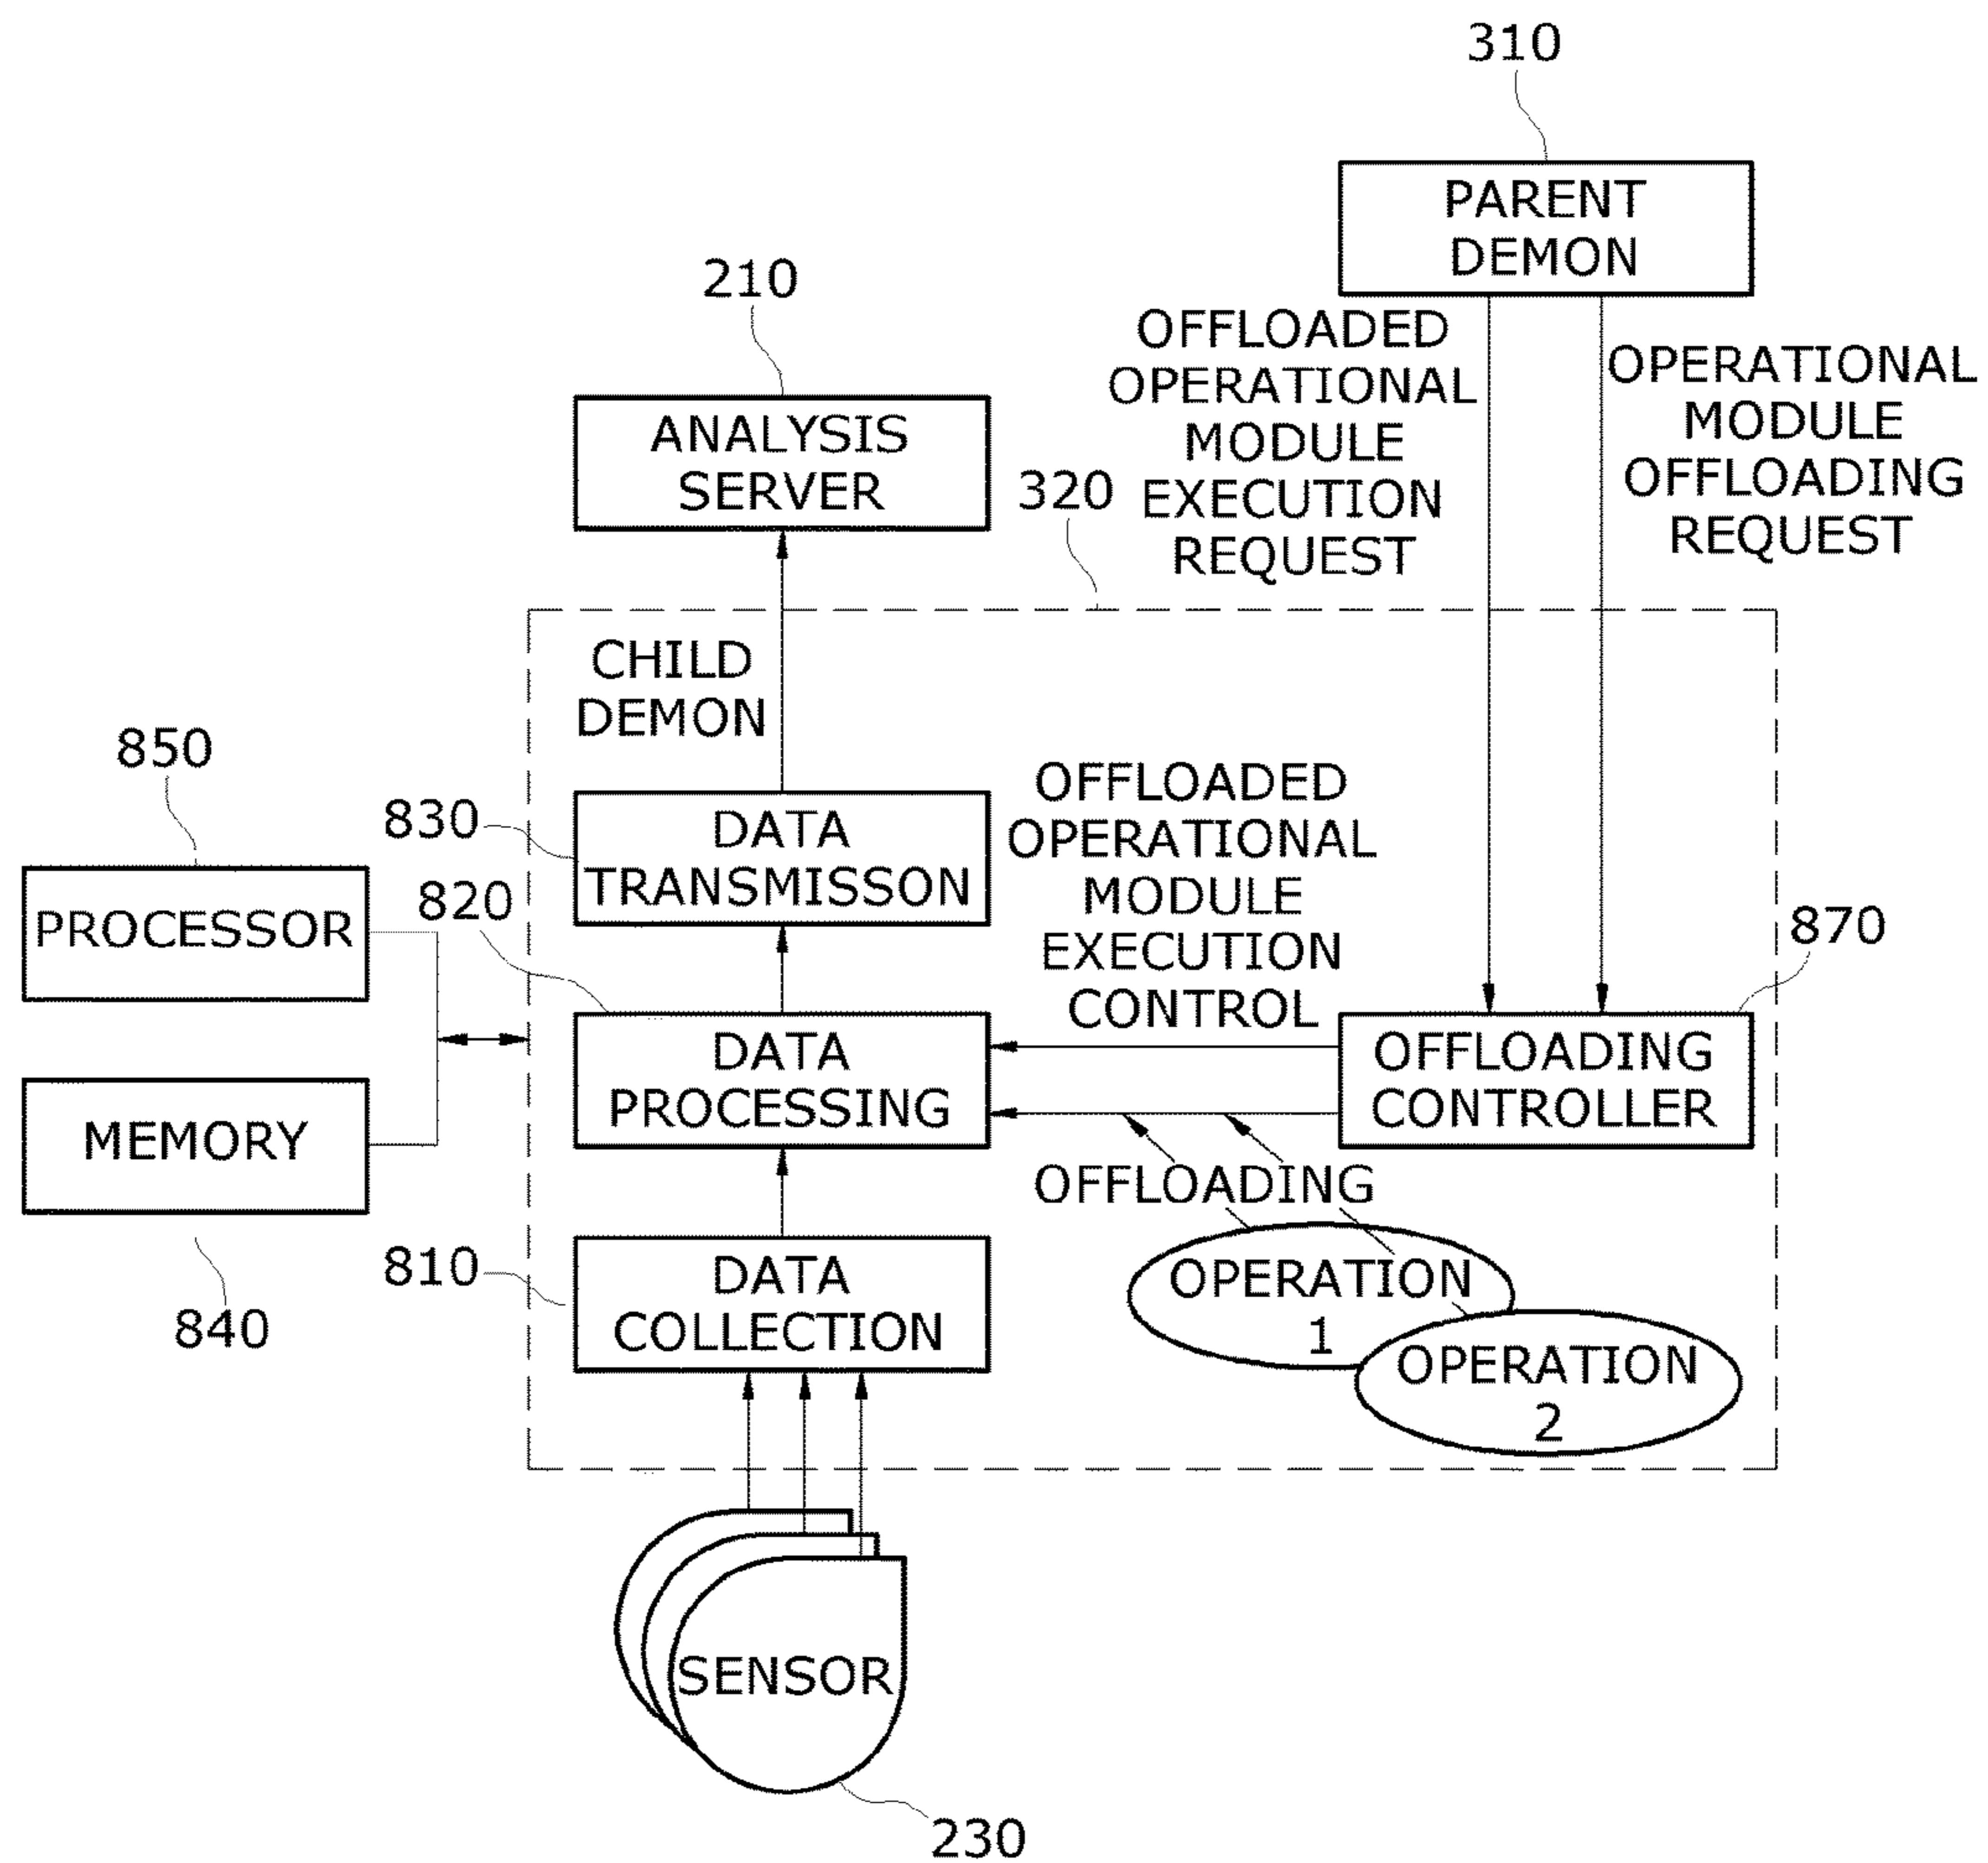 310
PARENT
DEMON
210
ANALYSIS
SERVER
OFFLOADED
OPERATIONAL
MODULE
EXECUTION
REQUEST
OPERATIONAL
MODULE
OFFLOADING
REQUEST
320
CHILD
DEMON
850
PROCESSOR
830
DATA
TRANSMISSON
820
OFFLOADED
OPERATIONAL
MODULE
EXECUTION
CONTROL
870
DATA
PROCESSING
OFFLOADING
CONTROLLER
MEMORY
840
OFFLOADING
810
DATA
COLLECTION
OPERATION
1
OPERATION
2
SENSOR
230